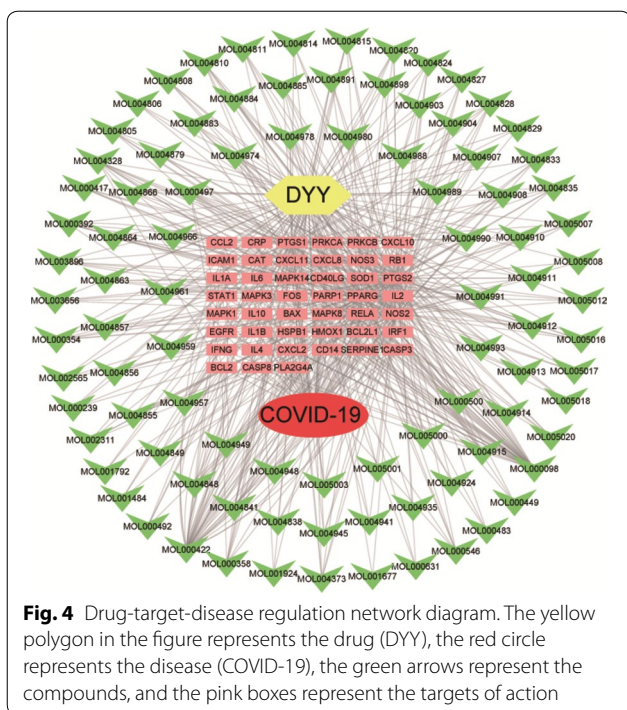 MOL004814 MOL004815
MOL004811 MOL004820
MOL004810 MOL004824
MOL004808 MOL004885 MOL004891 MOL004898 MOL004827
MOL004806 MOL004884 MOL004903 MOL004828
MOL004805 MOL004883 MOL004978 MOL004980 MOL004904 MOL004829
MOL004328 MOL004879 MOL004974 MOL004988 MOL004907 MOL004833
MOL000417 MOL004866 MOL000497 DYY MOL004989 MOL004908 MOL004835
MOL000392 MOL004864 MOL004966 MOL004990 MOL004910 MOL005007
CCL2 CRP PTGS1 PRKCA PRKCB CXCL10
MOL003896 ICAM1 CAT CXCL11 CXCL8 NOS3 RB1 MOL005008
MOL004863 IL1A IL6 MAPK14 CD40LG SOD1 PTGS2 MOL004911
MOL003656 MOL004961 STAT1 MAPK3 FOS PARP1 PPARG IL2 MOL004991 MOL005012
MOL000354 MOL004857 MAPK1 IL10 BAX MAPK8 RELA NOS2 MOL004912 MOL005016
EGFR IL1B HSPB1 HMOX1 BCL2L1 IRF1
MOL004959 IFNG IL4 CXCL2 CD14 SERPINE1 CASP3 MOL004993
MOL002565 MOL004856 BCL2 CASP8 PLA2G4A MOL004913 MOL005017
MOL000239 MOL004855 MOL004957 COVID-19 MOL000500 MOL004914 MOL005018
MOL002311 MOL004849 MOL004949 MOL005000 MOL004915 MOL005020
MOL001792 MOL004848 MOL004948 MOL005003 MOL005001 MOL004924 MOL000098
MOL001484 MOL004841 MOL004838 MOL004945 MOL004941 MOL004935 MOL000449
MOL000492 MOL000483
MOL000422 MOL000546
MOL000358 MOL001924 MOL004373 MOL001677 MOL000631
Fig. 4 Drug-target-disease regulation network diagram. The yellow
polygon in the figure represents the drug (DYY), the red circle
represents the disease (COVID-19), the green arrows represent the
compounds, and the pink boxes represent the targets of action